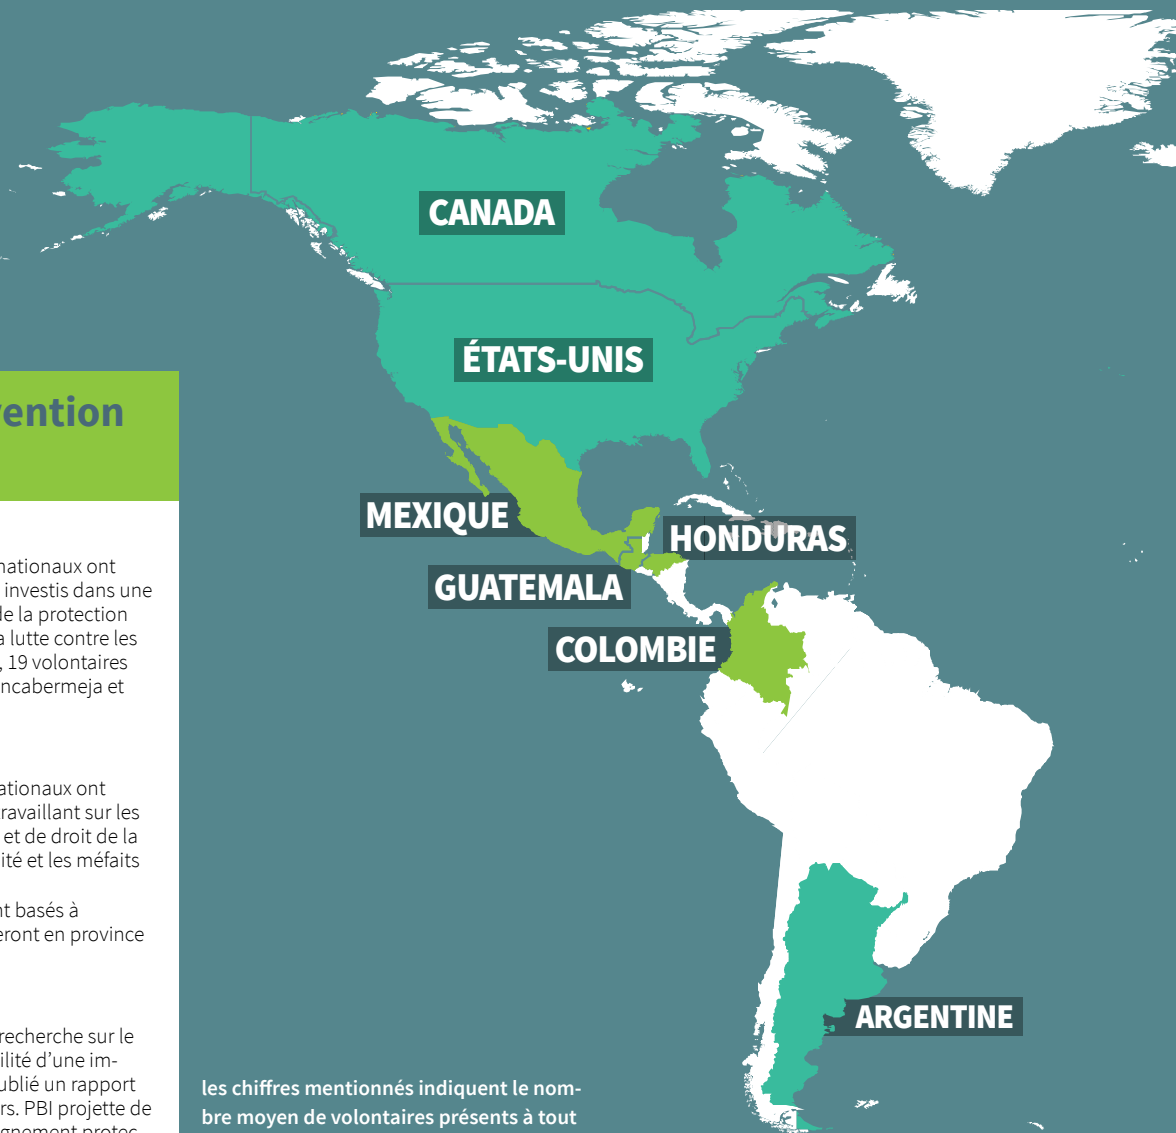 CANADA
ÉTATS-UNIS
MEXIQUE
HONDURAS
GUATEMALA
COLOMBIE
ARGENTINE
vention
nationaux ont
investis dans une
de la protection
a lutte contre les
, 19 volontaires
ncabermeja et
ationaux ont
ravaillant sur les
et de droit de la
ité et les méfaits
nt basés à
eront en province
recherche sur le
ilité d’une im-
ublié un rapport
rs. PBI projette de
gnement protec-
les chiffres mentionnés indiquent le nom-
bre moyen de volontaires présents à tout